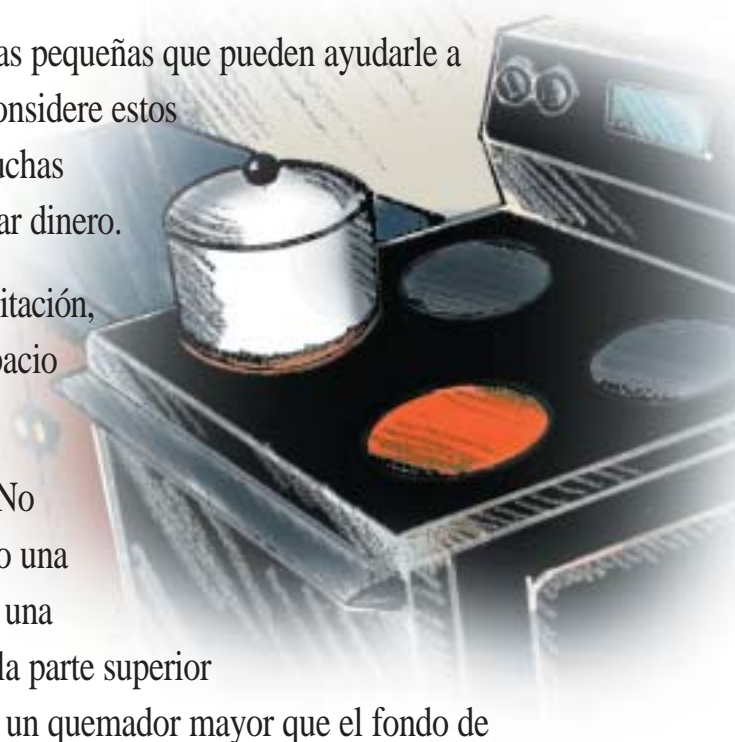 as pequeñas que pueden ayudarle a
onsidere estos
uchas
ar dinero.
itación,
pacio
No
o una
una
la parte superior
un quemador mayor que el fondo de